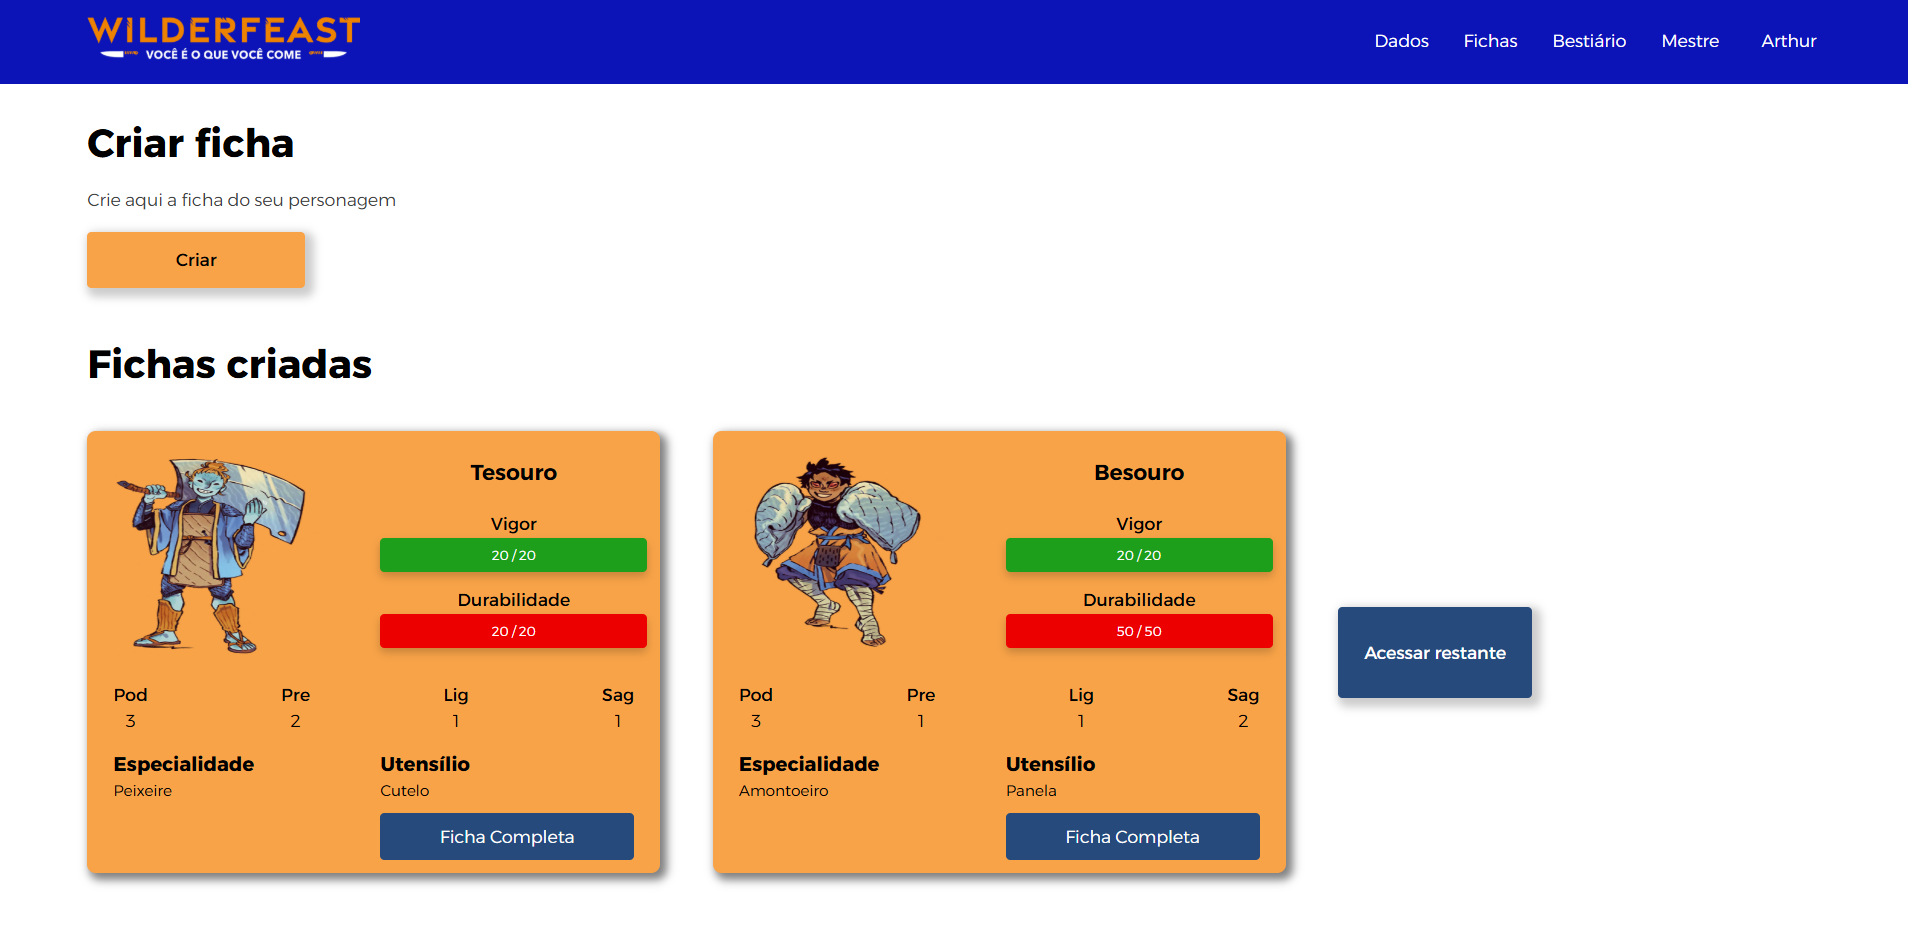 WILDERFEAST
VOCÊ É O QUE VOCÊ COME
Dados Fichas Bestiário Mestre Arthur
Criar ficha
Crie aqui a ficha do seu personagem
Criar
Fichas criadas
Tesouro
Vigor
20 / 20
Durabilidade
20 / 20
Pod Pre Lig Sag
3 2 1 1
Especialidade Utensílio
Peixeire Cutelo
Ficha Completa
Besouro
Vigor
20 / 20
Durabilidade
50 / 50
Pod Pre Lig Sag
3 1 1 2
Especialidade Utensílio
Amontoeiro Panela
Ficha Completa
Acessar restante